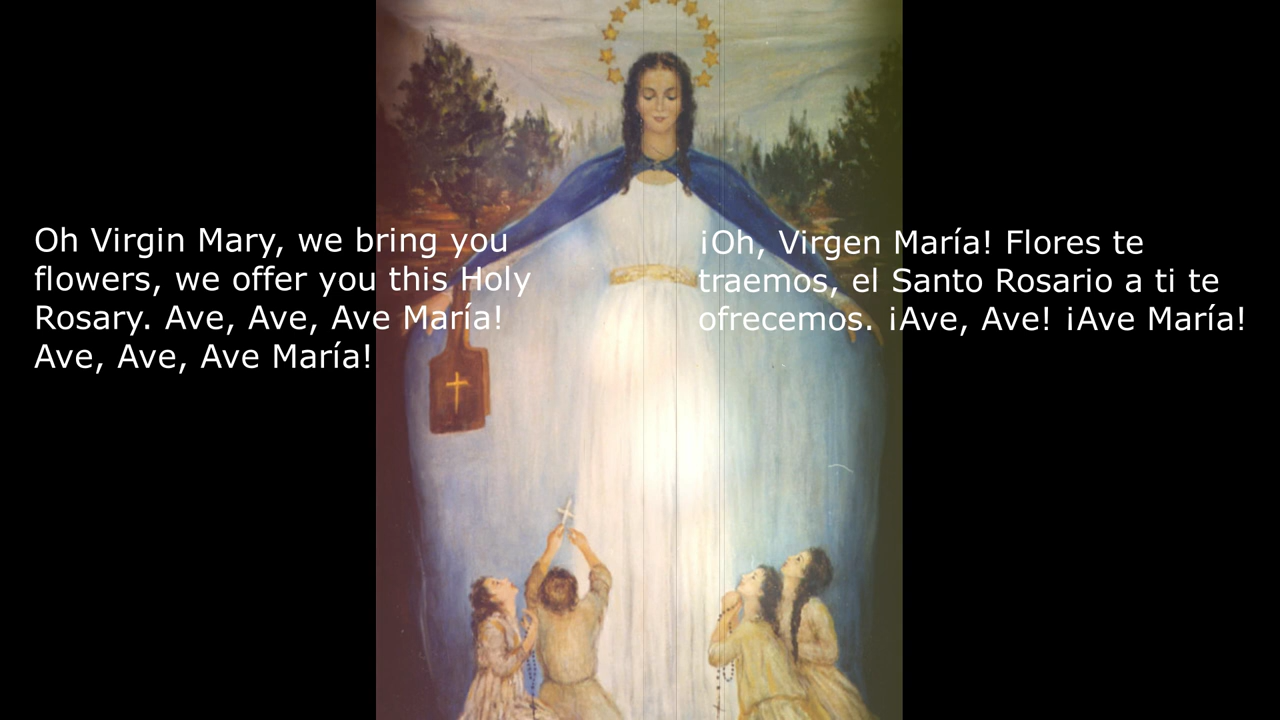 Oh Virgin Mary, we bring you
flowers, we offer you this Holy
Rosary. Ave, Ave, Ave María!
Ave, Ave, Ave María!
¡Oh, Virgen María! Flores te
traemos, el Santo Rosario a ti te
ofrecemos. ¡Ave, Ave! ¡Ave María!